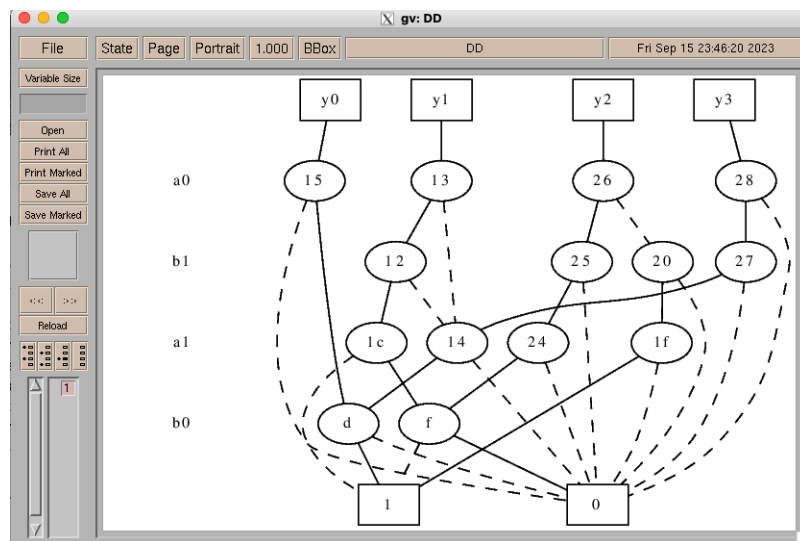 gv: DD
File State Page Portrait 1.000 BBox DD Fri Sep 15 23:46:20 2023
Variable Size
Open
Print All
Print Marked
Save All
Save Marked
<< >>
Reload
1
y0 y1 y2 y3
a0 15 13 26 28
b1 12 25 20 27
a1 1c 14 24 1f
b0 d f
1 0